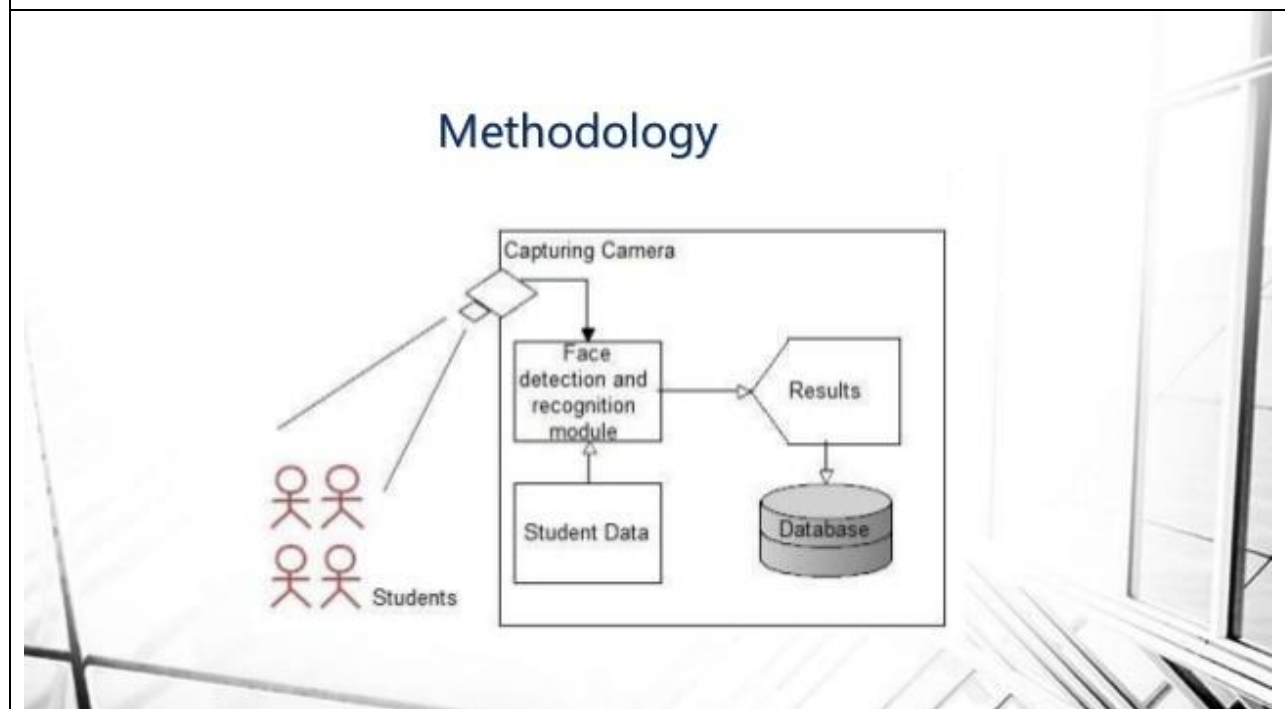 Methodology
Capturing Camera
Face
detection and
recognition
module
Results
Student Data
Database
Students